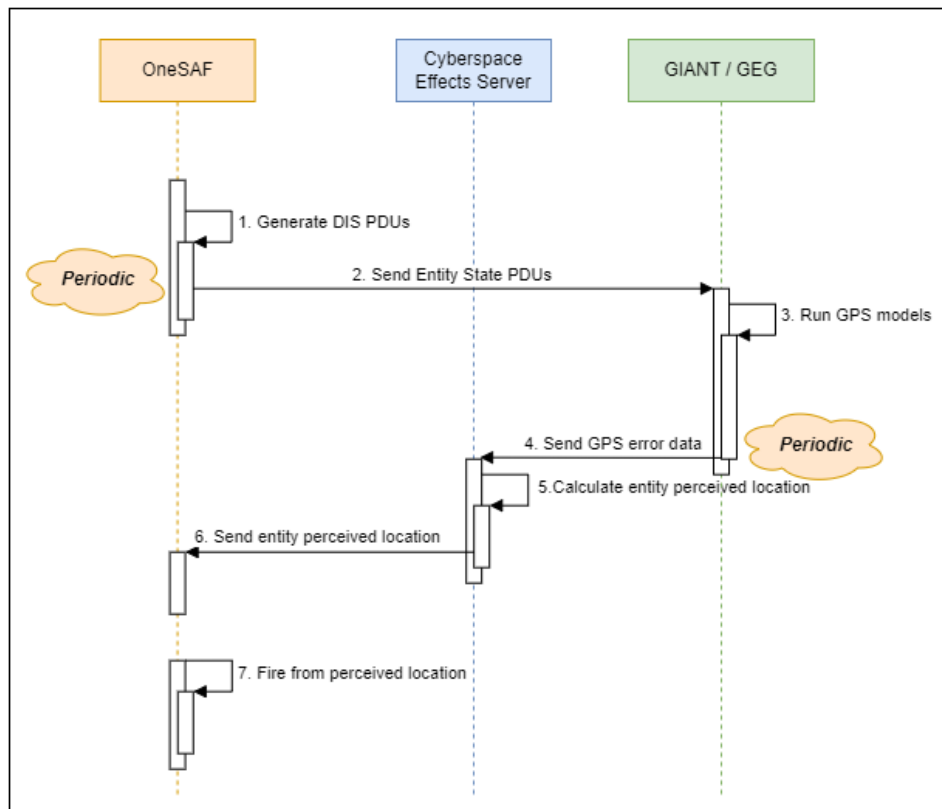 OneSAF
Cyberspace
Effects Server
GIANT / GEG
1. Generate DIS PDUs
Periodic
2. Send Entity State PDUs
3. Run GPS models
4. Send GPS error data
Periodic
5.Calculate entity perceived location
6. Send entity perceived location
7. Fire from perceived location